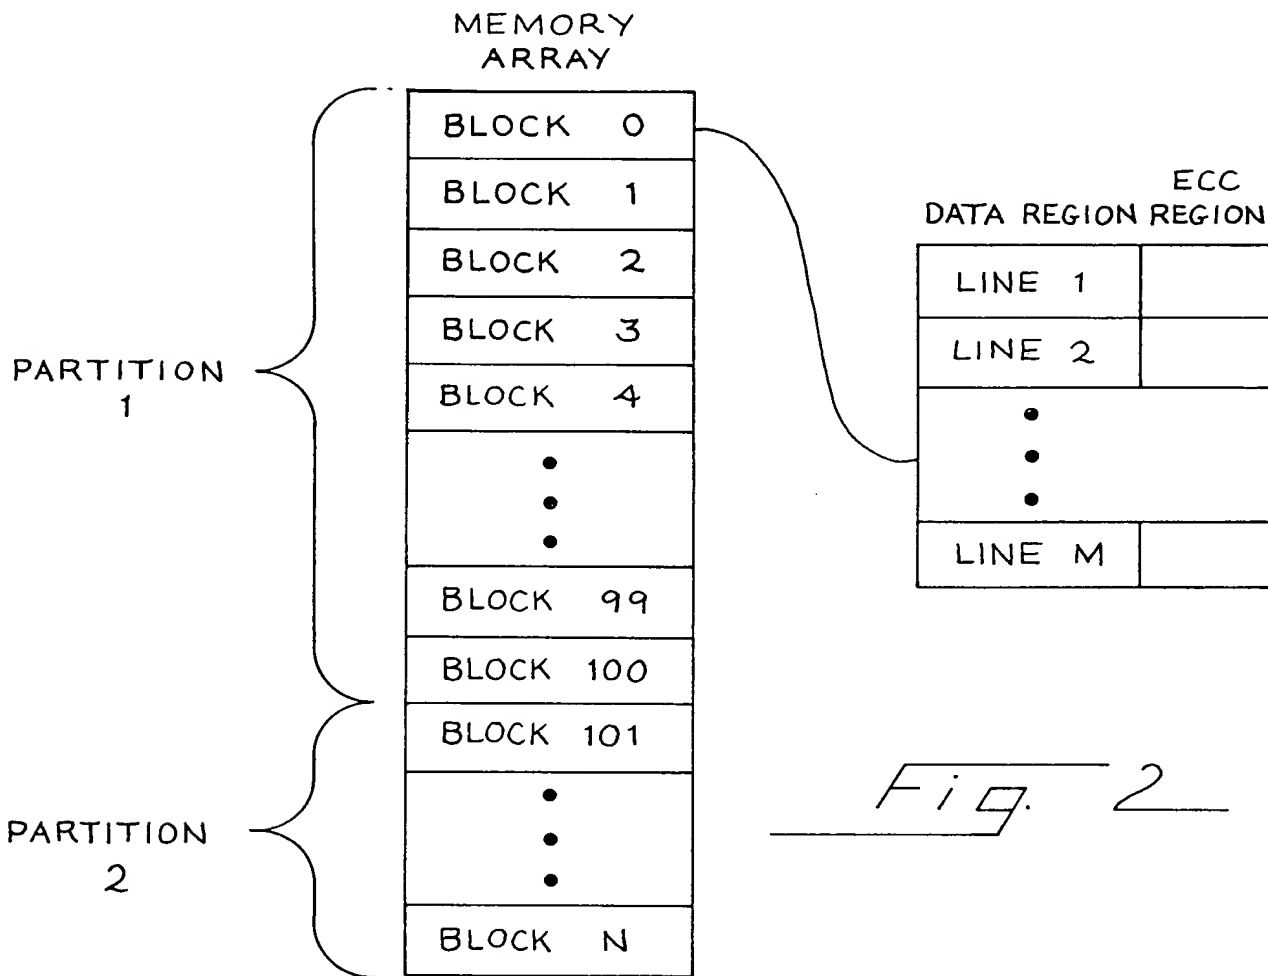 MEMORY
ARRAY
BLOCK 0
BLOCK 1
BLOCK 2
BLOCK 3
BLOCK 4
BLOCK 99
BLOCK 100
BLOCK 101
BLOCK N
PARTITION
1
PARTITION
2
ECC
DATA REGION REGION
LINE 1
LINE 2
LINE M
Fig. 2